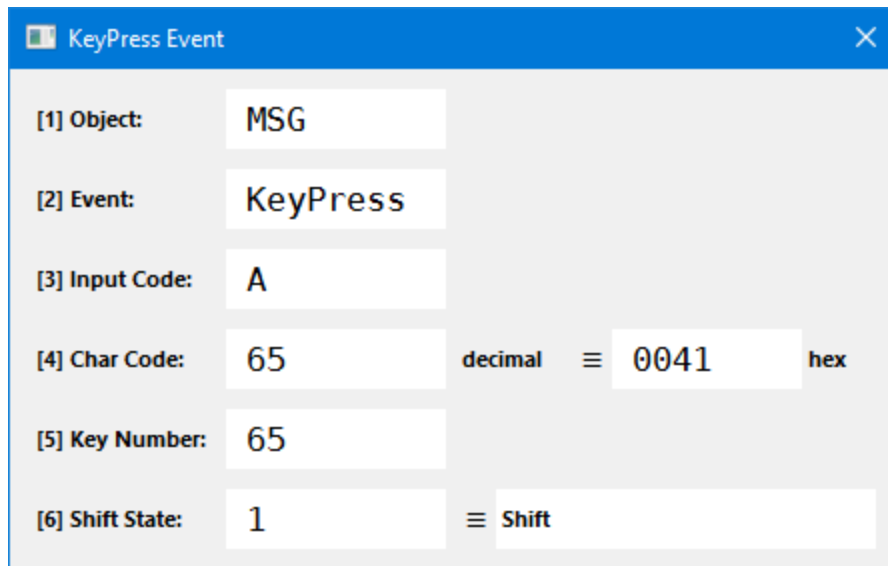 KeyPress Event
[1] Object: MSG
[2] Event: KeyPress
[3] Input Code: A
[4] Char Code: 65 decimal ≡ 0041 hex
[5] Key Number: 65
[6] Shift State: 1 ≡ Shift